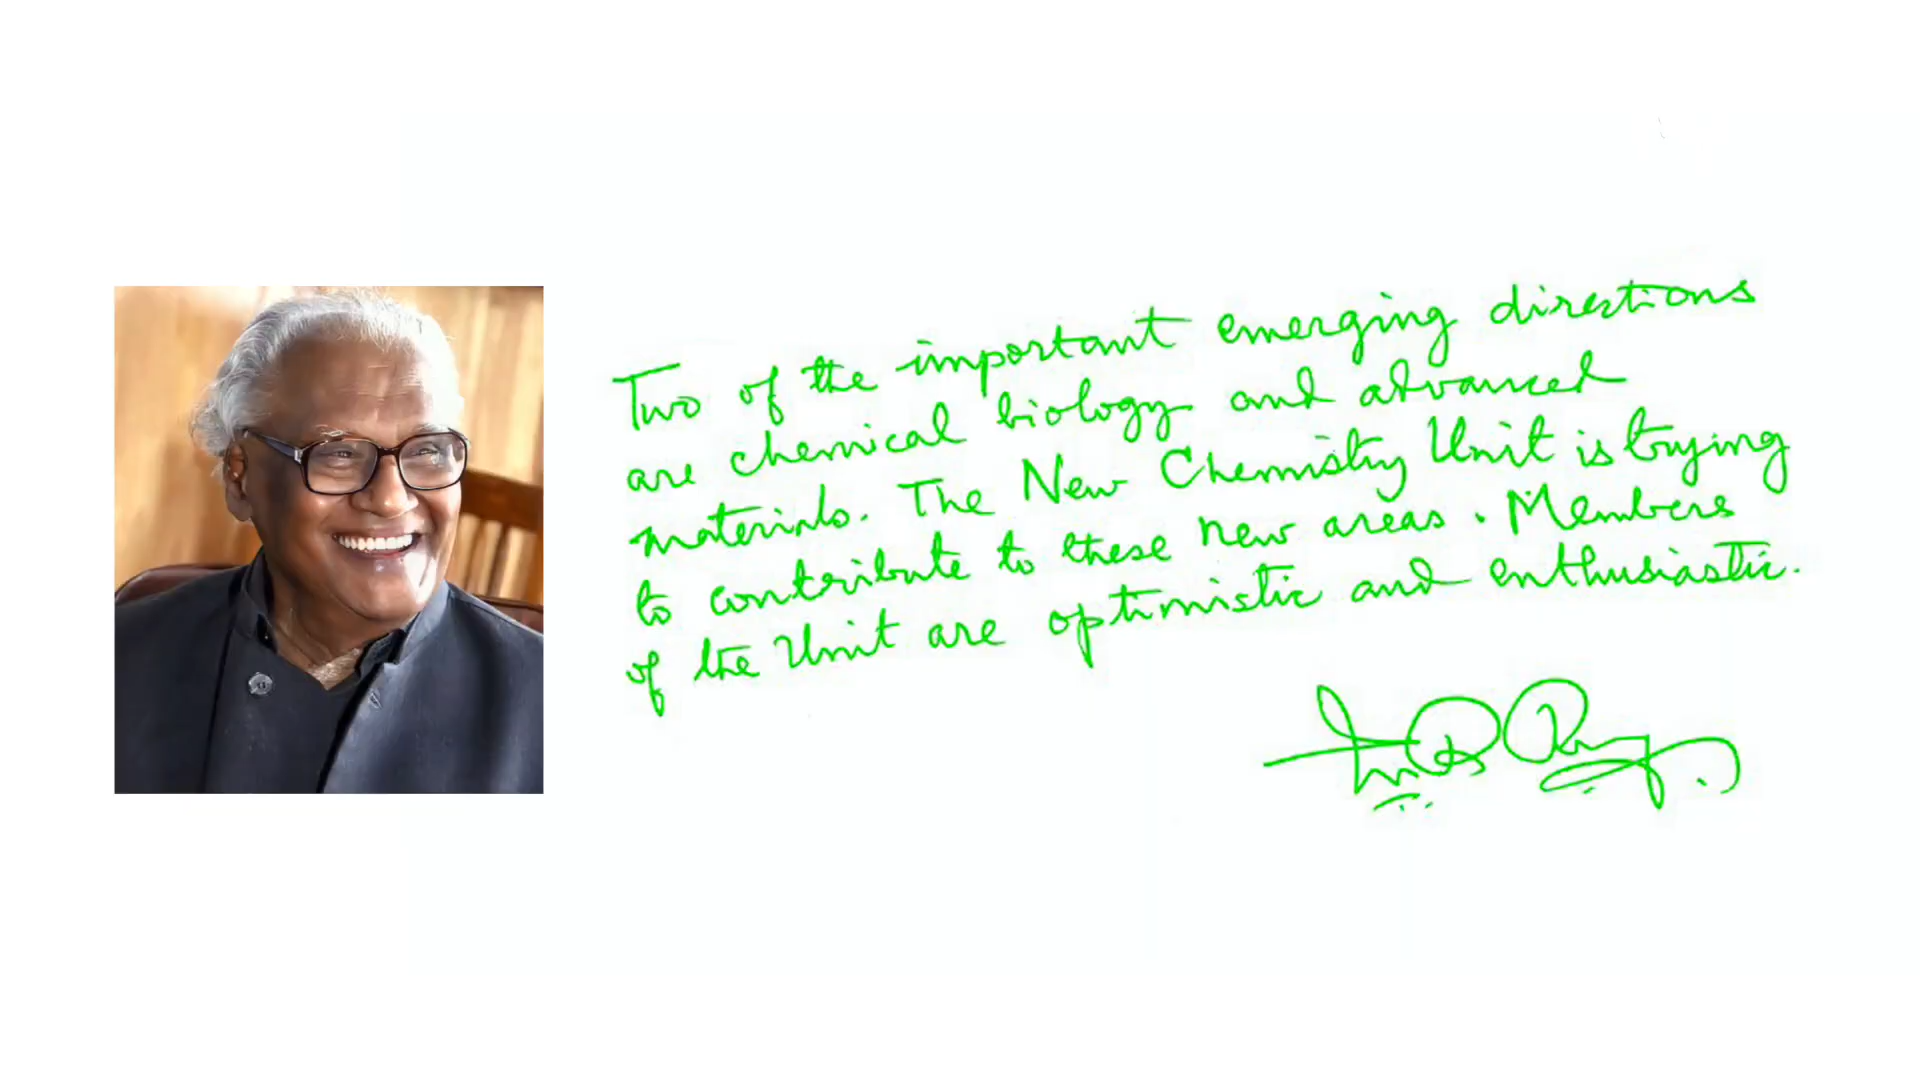 Two of the important emerging directions
are chemical biology and advanced
materials. The New Chemistry Unit is trying
to contribute to these new areas. Members
of the Unit are optimistic and enthusiastic.